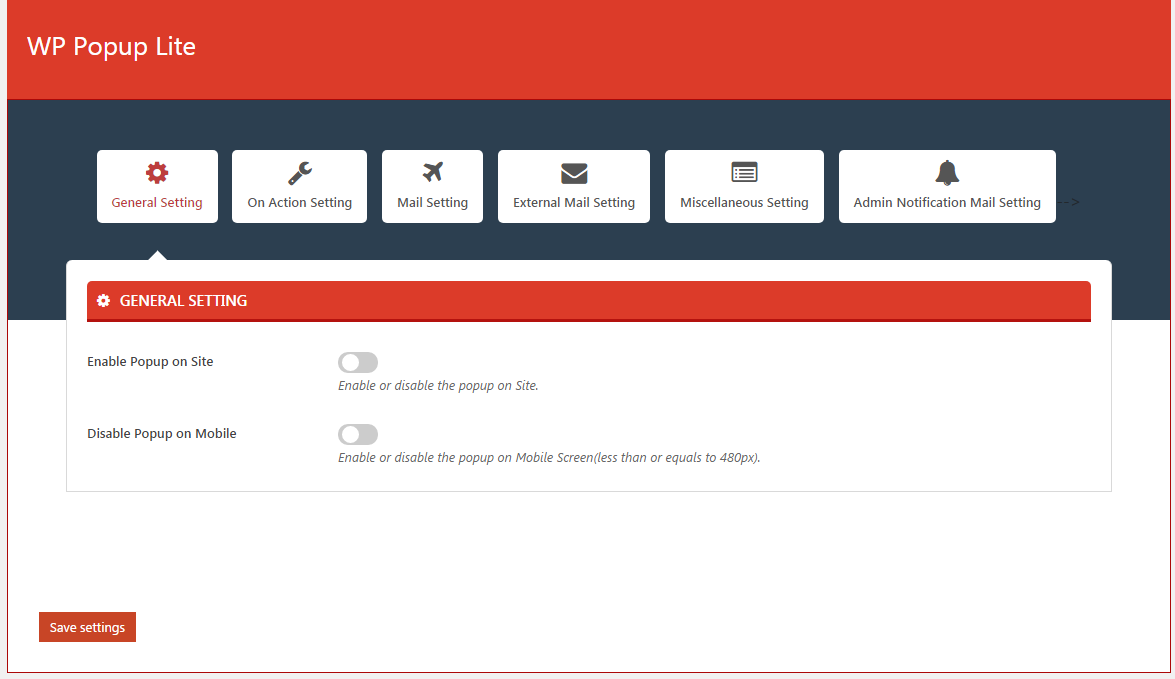 WP Popup Lite
General Setting
On Action Setting
Mail Setting
External Mail Setting
Miscellaneous Setting
Admin Notification Mail Setting
-->
GENERAL SETTING
Enable Popup on Site
Enable or disable the popup on Site.
Disable Popup on Mobile
Enable or disable the popup on Mobile Screen(less than or equals to 480px).
Save settings